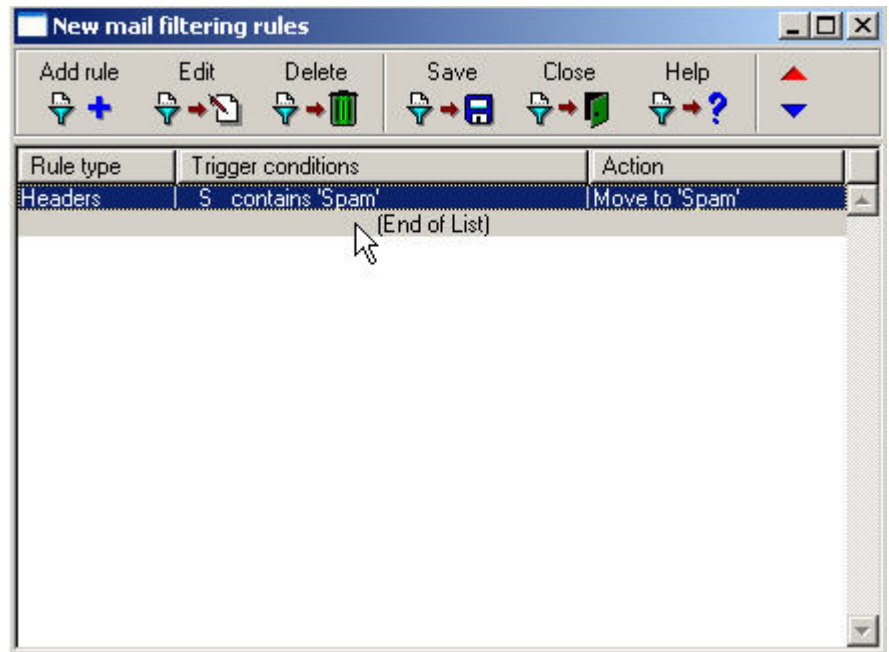 New mail filtering rules
Add rule Edit Delete Save Close Help
Rule type Trigger conditions Action
Headers S contains 'Spam' Move to 'Spam'
(End of List)